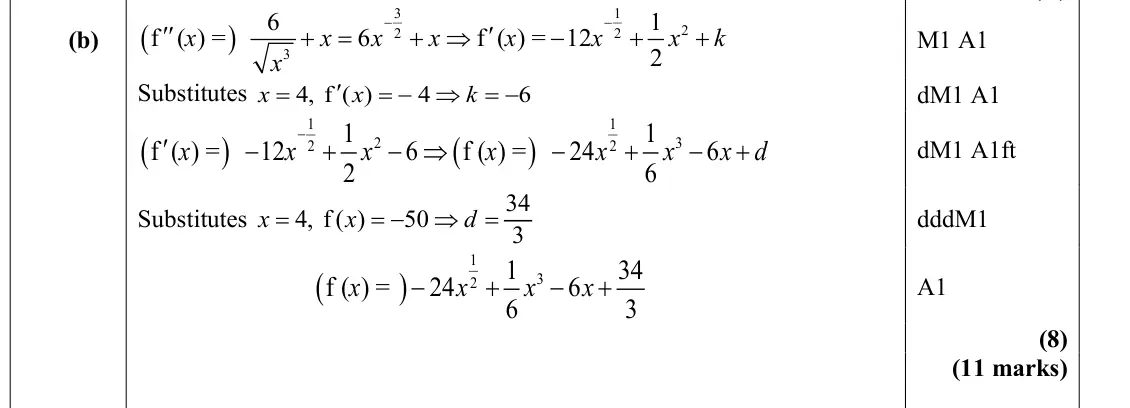 (b) (f″(x) =) 6/√x³ + x = 6x^(-3/2) + x ⇒ f′(x) = −12x^(-1/2) + 1/2 x² + k M1 A1
Substitutes x = 4, f′(x) = − 4 ⇒ k = −6 dM1 A1
(f′(x) =) −12x^(-1/2) + 1/2 x² − 6 ⇒ (f (x) =) − 24x^(1/2) + 1/6 x³ − 6x + d dM1 A1ft
Substitutes x = 4, f(x) = −50 ⇒ d = 34/3 dddM1
(f (x) = ) − 24x^(1/2) + 1/6 x³ − 6x + 34/3 A1
(8)
(11 marks)